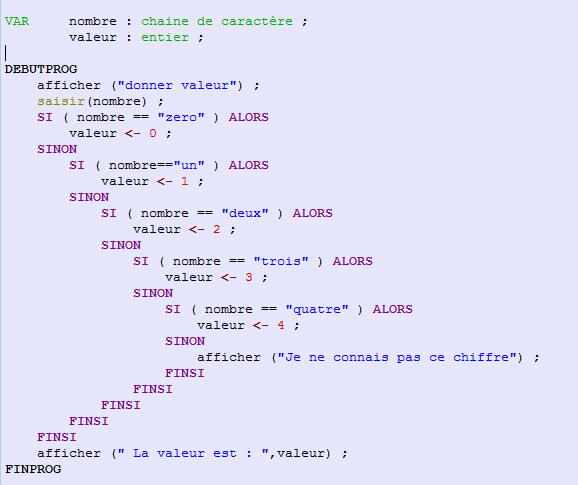 VAR     nombre : chaine de caractère ;
        valeur : entier ;
DEBUTPROG
    afficher ("donner valeur") ;
    saisir(nombre) ;
    SI ( nombre == "zero" ) ALORS
        valeur <- 0 ;
    SINON
        SI ( nombre=="un" ) ALORS
            valeur <- 1 ;
        SINON
            SI ( nombre == "deux" ) ALORS
                valeur <- 2 ;
            SINON
                SI ( nombre == "trois" ) ALORS
                    valeur <- 3 ;
                SINON
                    SI ( nombre == "quatre" ) ALORS
                        valeur <- 4 ;
                    SINON
                        afficher ("Je ne connais pas ce chiffre") ;
                    FINSI
                FINSI
            FINSI
        FINSI
    FINSI
    afficher (" La valeur est : ",valeur) ;
FINPROG